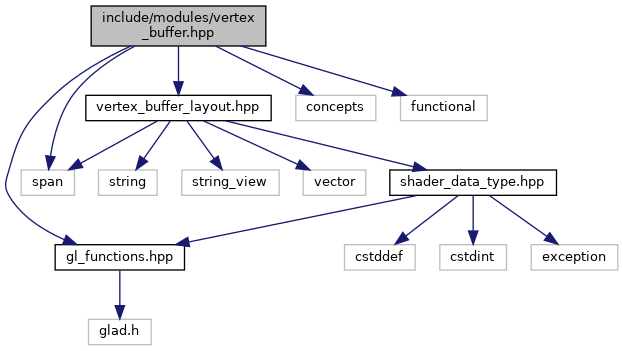 include/modules/vertex
_buffer.hpp
vertex_buffer_layout.hpp
concepts
functional
span
string
string_view
vector
shader_data_type.hpp
gl_functions.hpp
cstddef
cstdint
exception
glad.h